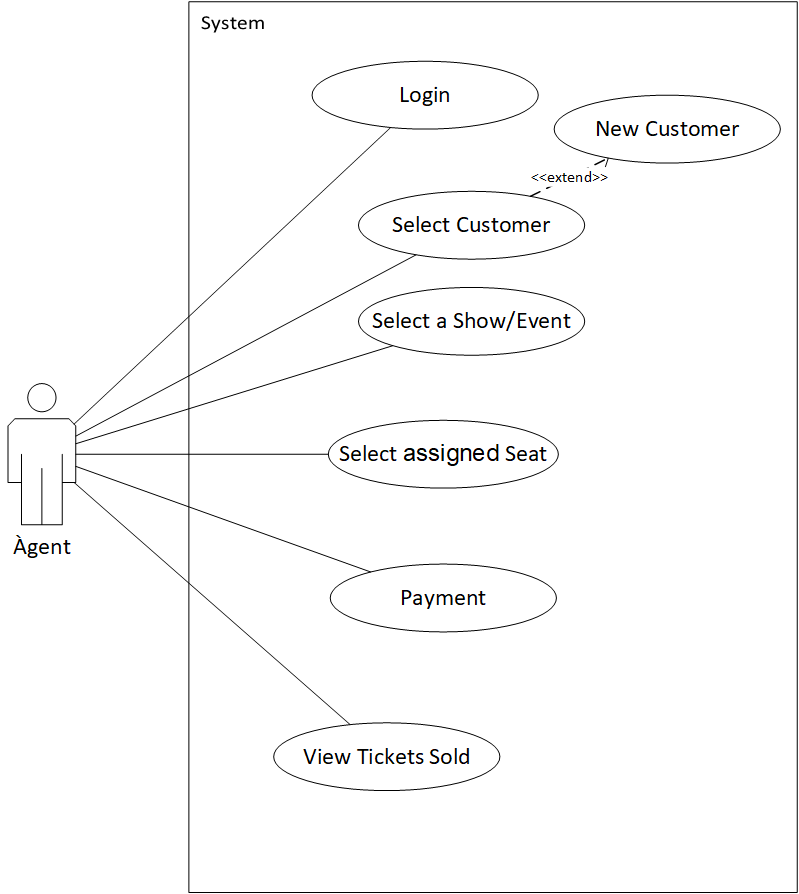 System
Login
New Customer
<<extend>>
Select Customer
Select a Show/Event
Select assigned Seat
Àgent
Payment
View Tickets Sold